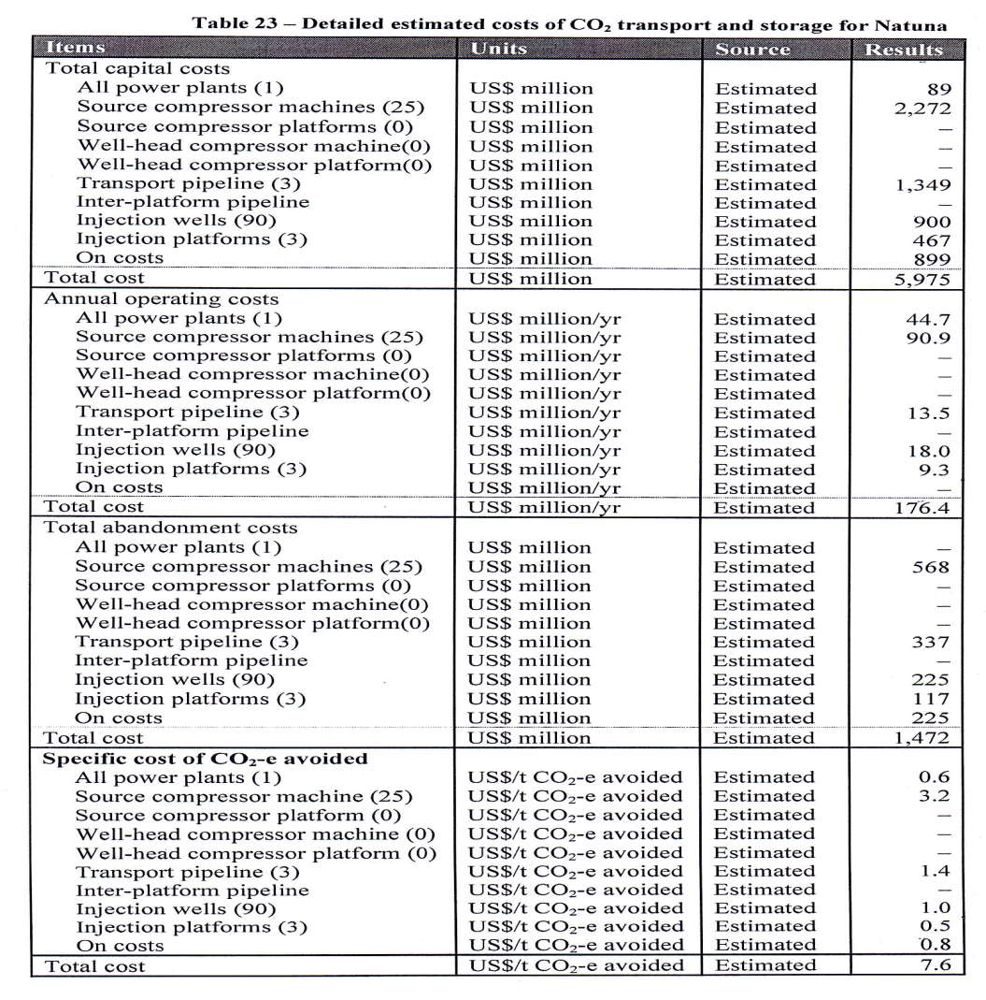 Table 23 – Detailed estimated costs of CO₂ transport and storage for Natuna
Items Units Source Results
Total capital costs
All power plants (1) US$ million Estimated 89
Source compressor machines (25) US$ million Estimated 2,272
Source compressor platforms (0) US$ million Estimated –
Well-head compressor machine(0) US$ million Estimated –
Well-head compressor platform(0) US$ million Estimated –
Transport pipeline (3) US$ million Estimated 1,349
Inter-platform pipeline US$ million Estimated –
Injection wells (90) US$ million Estimated 900
Injection platforms (3) US$ million Estimated 467
On costs US$ million Estimated 899
Total cost US$ million Estimated 5,975
Annual operating costs
All power plants (1) US$ million/yr Estimated 44.7
Source compressor machines (25) US$ million/yr Estimated 90.9
Source compressor platforms (0) US$ million/yr Estimated –
Well-head compressor machine(0) US$ million/yr Estimated –
Well-head compressor platform(0) US$ million/yr Estimated –
Transport pipeline (3) US$ million/yr Estimated 13.5
Inter-platform pipeline US$ million/yr Estimated –
Injection wells (90) US$ million/yr Estimated 18.0
Injection platforms (3) US$ million/yr Estimated 9.3
On costs US$ million/yr Estimated –
Total cost US$ million/yr Estimated 176.4
Total abandonment costs
All power plants (1) US$ million Estimated –
Source compressor machines (25) US$ million Estimated 568
Source compressor platforms (0) US$ million Estimated –
Well-head compressor machine(0) US$ million Estimated –
Well-head compressor platform(0) US$ million Estimated –
Transport pipeline (3) US$ million Estimated 337
Inter-platform pipeline US$ million Estimated –
Injection wells (90) US$ million Estimated 225
Injection platforms (3) US$ million Estimated 117
On costs US$ million Estimated 225
Total cost US$ million Estimated 1,472
Specific cost of CO₂-e avoided
All power plants (1) US$/t CO₂-e avoided Estimated 0.6
Source compressor machine (25) US$/t CO₂-e avoided Estimated 3.2
Source compressor platform (0) US$/t CO₂-e avoided Estimated –
Well-head compressor machine (0) US$/t CO₂-e avoided Estimated –
Well-head compressor platform (0) US$/t CO₂-e avoided Estimated –
Transport pipeline (3) US$/t CO₂-e avoided Estimated 1.4
Inter-platform pipeline US$/t CO₂-e avoided Estimated –
Injection wells (90) US$/t CO₂-e avoided Estimated 1.0
Injection platforms (3) US$/t CO₂-e avoided Estimated 0.5
On costs US$/t CO₂-e avoided Estimated 0.8
Total cost US$/t CO₂-e avoided Estimated 7.6